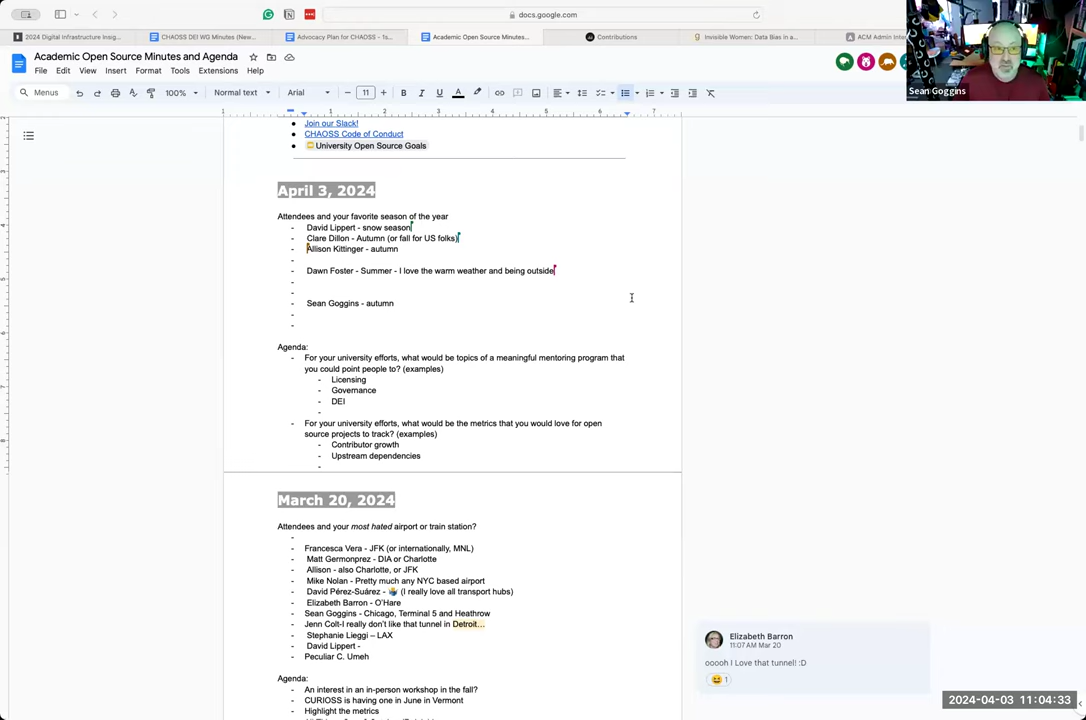 docs.google.com
2024 Digital Infrastructure Insig...
CHAOSS DEI WG Minutes (New...
Advocacy Plan for CHAOSS - 1s...
Academic Open Source Minutes...
Contributions
Invisible Women: Data Bias in a...
ACM Admin Inter
Academic Open Source Minutes and Agenda
File Edit View Insert Format Tools Extensions Help
Menus 100% Normal text Arial 11
Sean Goggins
Join our Slack!
CHAOSS Code of Conduct
University Open Source Goals
April 3, 2024
Attendees and your favorite season of the year
- David Lippert - snow season
- Clare Dillon - Autumn (or fall for US folks)
- Allison Kittinger - autumn
-
- Dawn Foster - Summer - I love the warm weather and being outside
-
-
- Sean Goggins - autumn
-
-
Agenda:
- For your university efforts, what would be topics of a meaningful mentoring program that
you could point people to? (examples)
- Licensing
- Governance
- DEI
-
- For your university efforts, what would be the metrics that you would love for open
source projects to track? (examples)
- Contributor growth
- Upstream dependencies
-
March 20, 2024
Attendees and your most hated airport or train station?
-
- Francesca Vera - JFK (or internationally, MNL)
- Matt Germonprez - DIA or Charlotte
- Allison - also Charlotte, or JFK
- Mike Nolan - Pretty much any NYC based airport
- David Pérez-Suárez - (I really love all transport hubs)
- Elizabeth Barron - O'Hare
- Sean Goggins - Chicago, Terminal 5 and Heathrow
- Jenn Colt-I really don't like that tunnel in Detroit...
- Stephanie Lieggi – LAX
- David Lippert -
- Peculiar C. Umeh
Agenda:
- An interest in an in-person workshop in the fall?
- CURIOSS is having one in June in Vermont
- Highlight the metrics
Elizabeth Barron
11:07 AM Mar 20
ooooh I Love that tunnel! :D
😆 1
2024-04-03 11:04:33